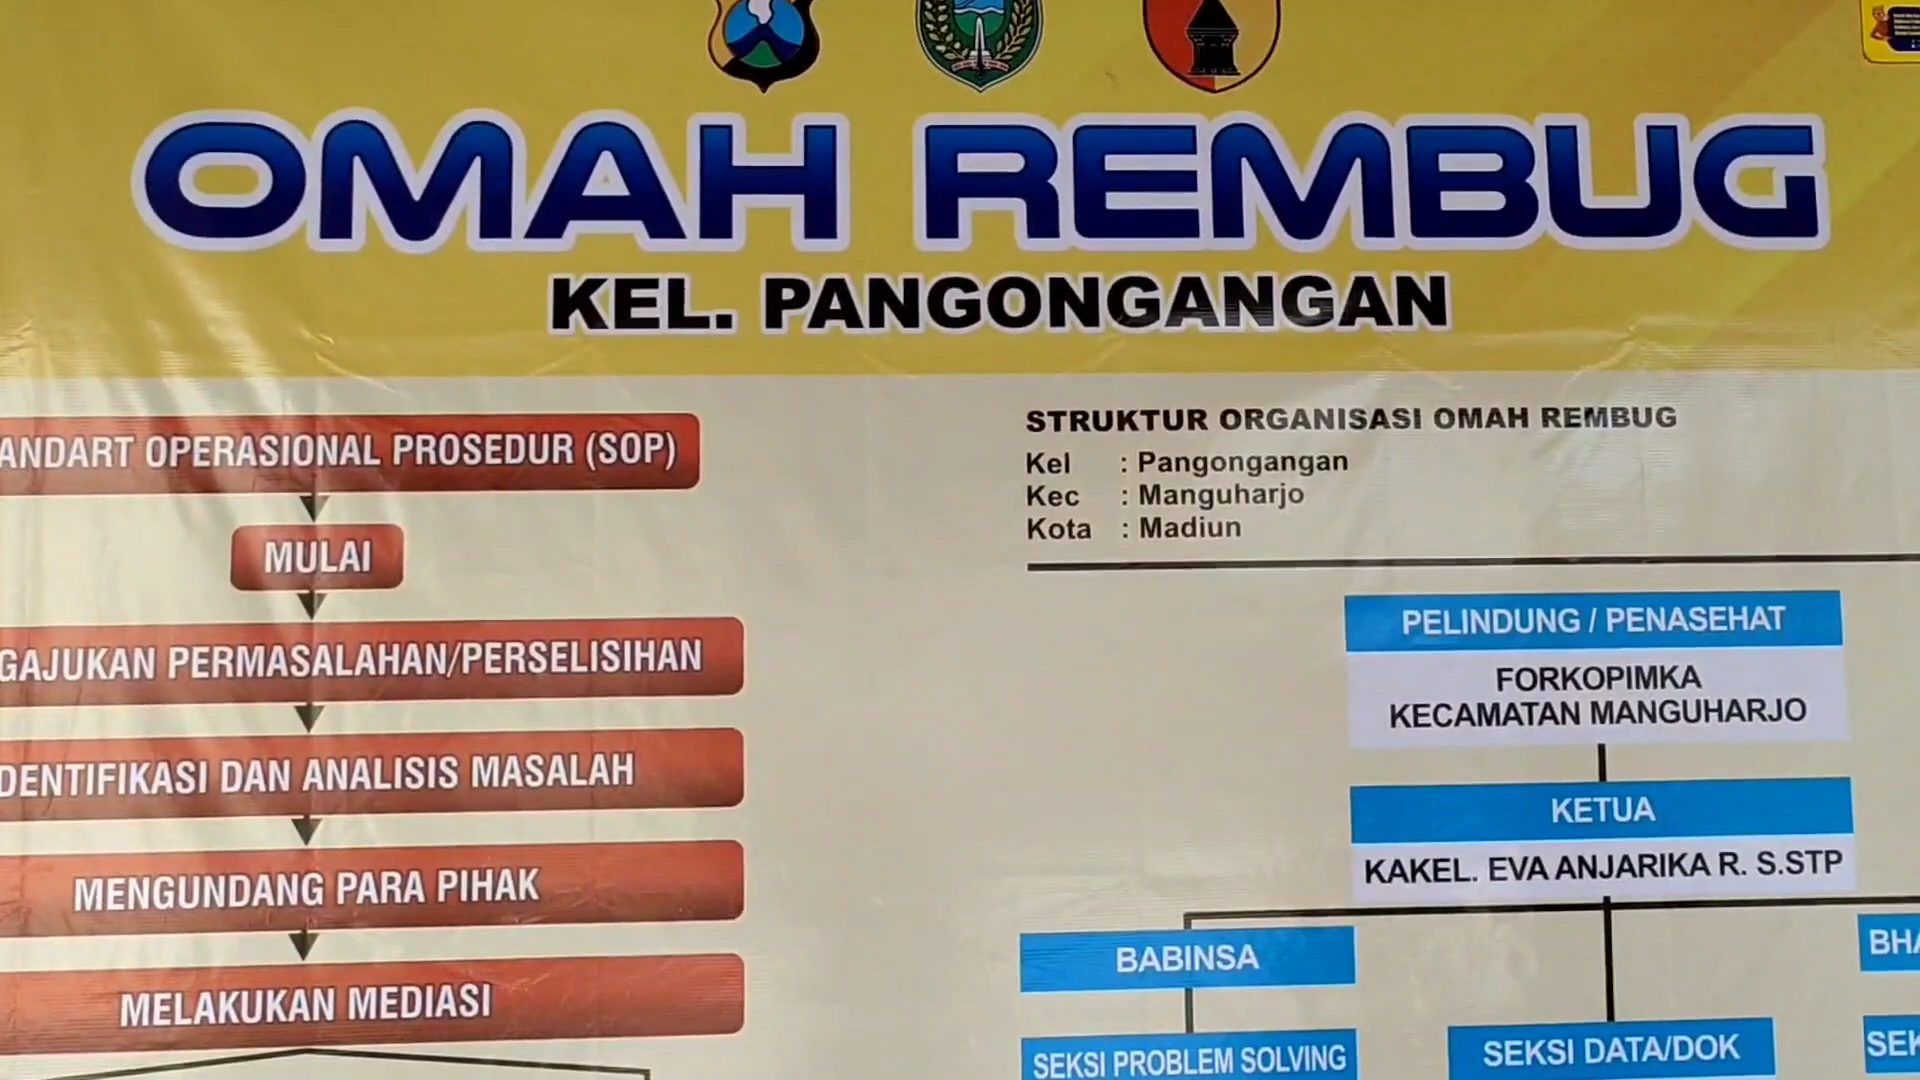 OMAH REMBUG
KEL. PANGONGANGAN
ANDART OPERASIONAL PROSEDUR (SOP)
MULAI
GAJUKAN PERMASALAHAN/PERSELISIHAN
DENTIFIKASI DAN ANALISIS MASALAH
MENGUNDANG PARA PIHAK
MELAKUKAN MEDIASI
STRUKTUR ORGANISASI OMAH REMBUG
Kel : Pangongangan
Kec : Manguharjo
Kota : Madiun
PELINDUNG / PENASEHAT
FORKOPIMKA
KECAMATAN MANGUHARJO
KETUA
KAKEL. EVA ANJARIKA R. S.STP
BABINSA
BHA
SEKSI PROBLEM SOLVING
SEKSI DATA/DOK
SEK